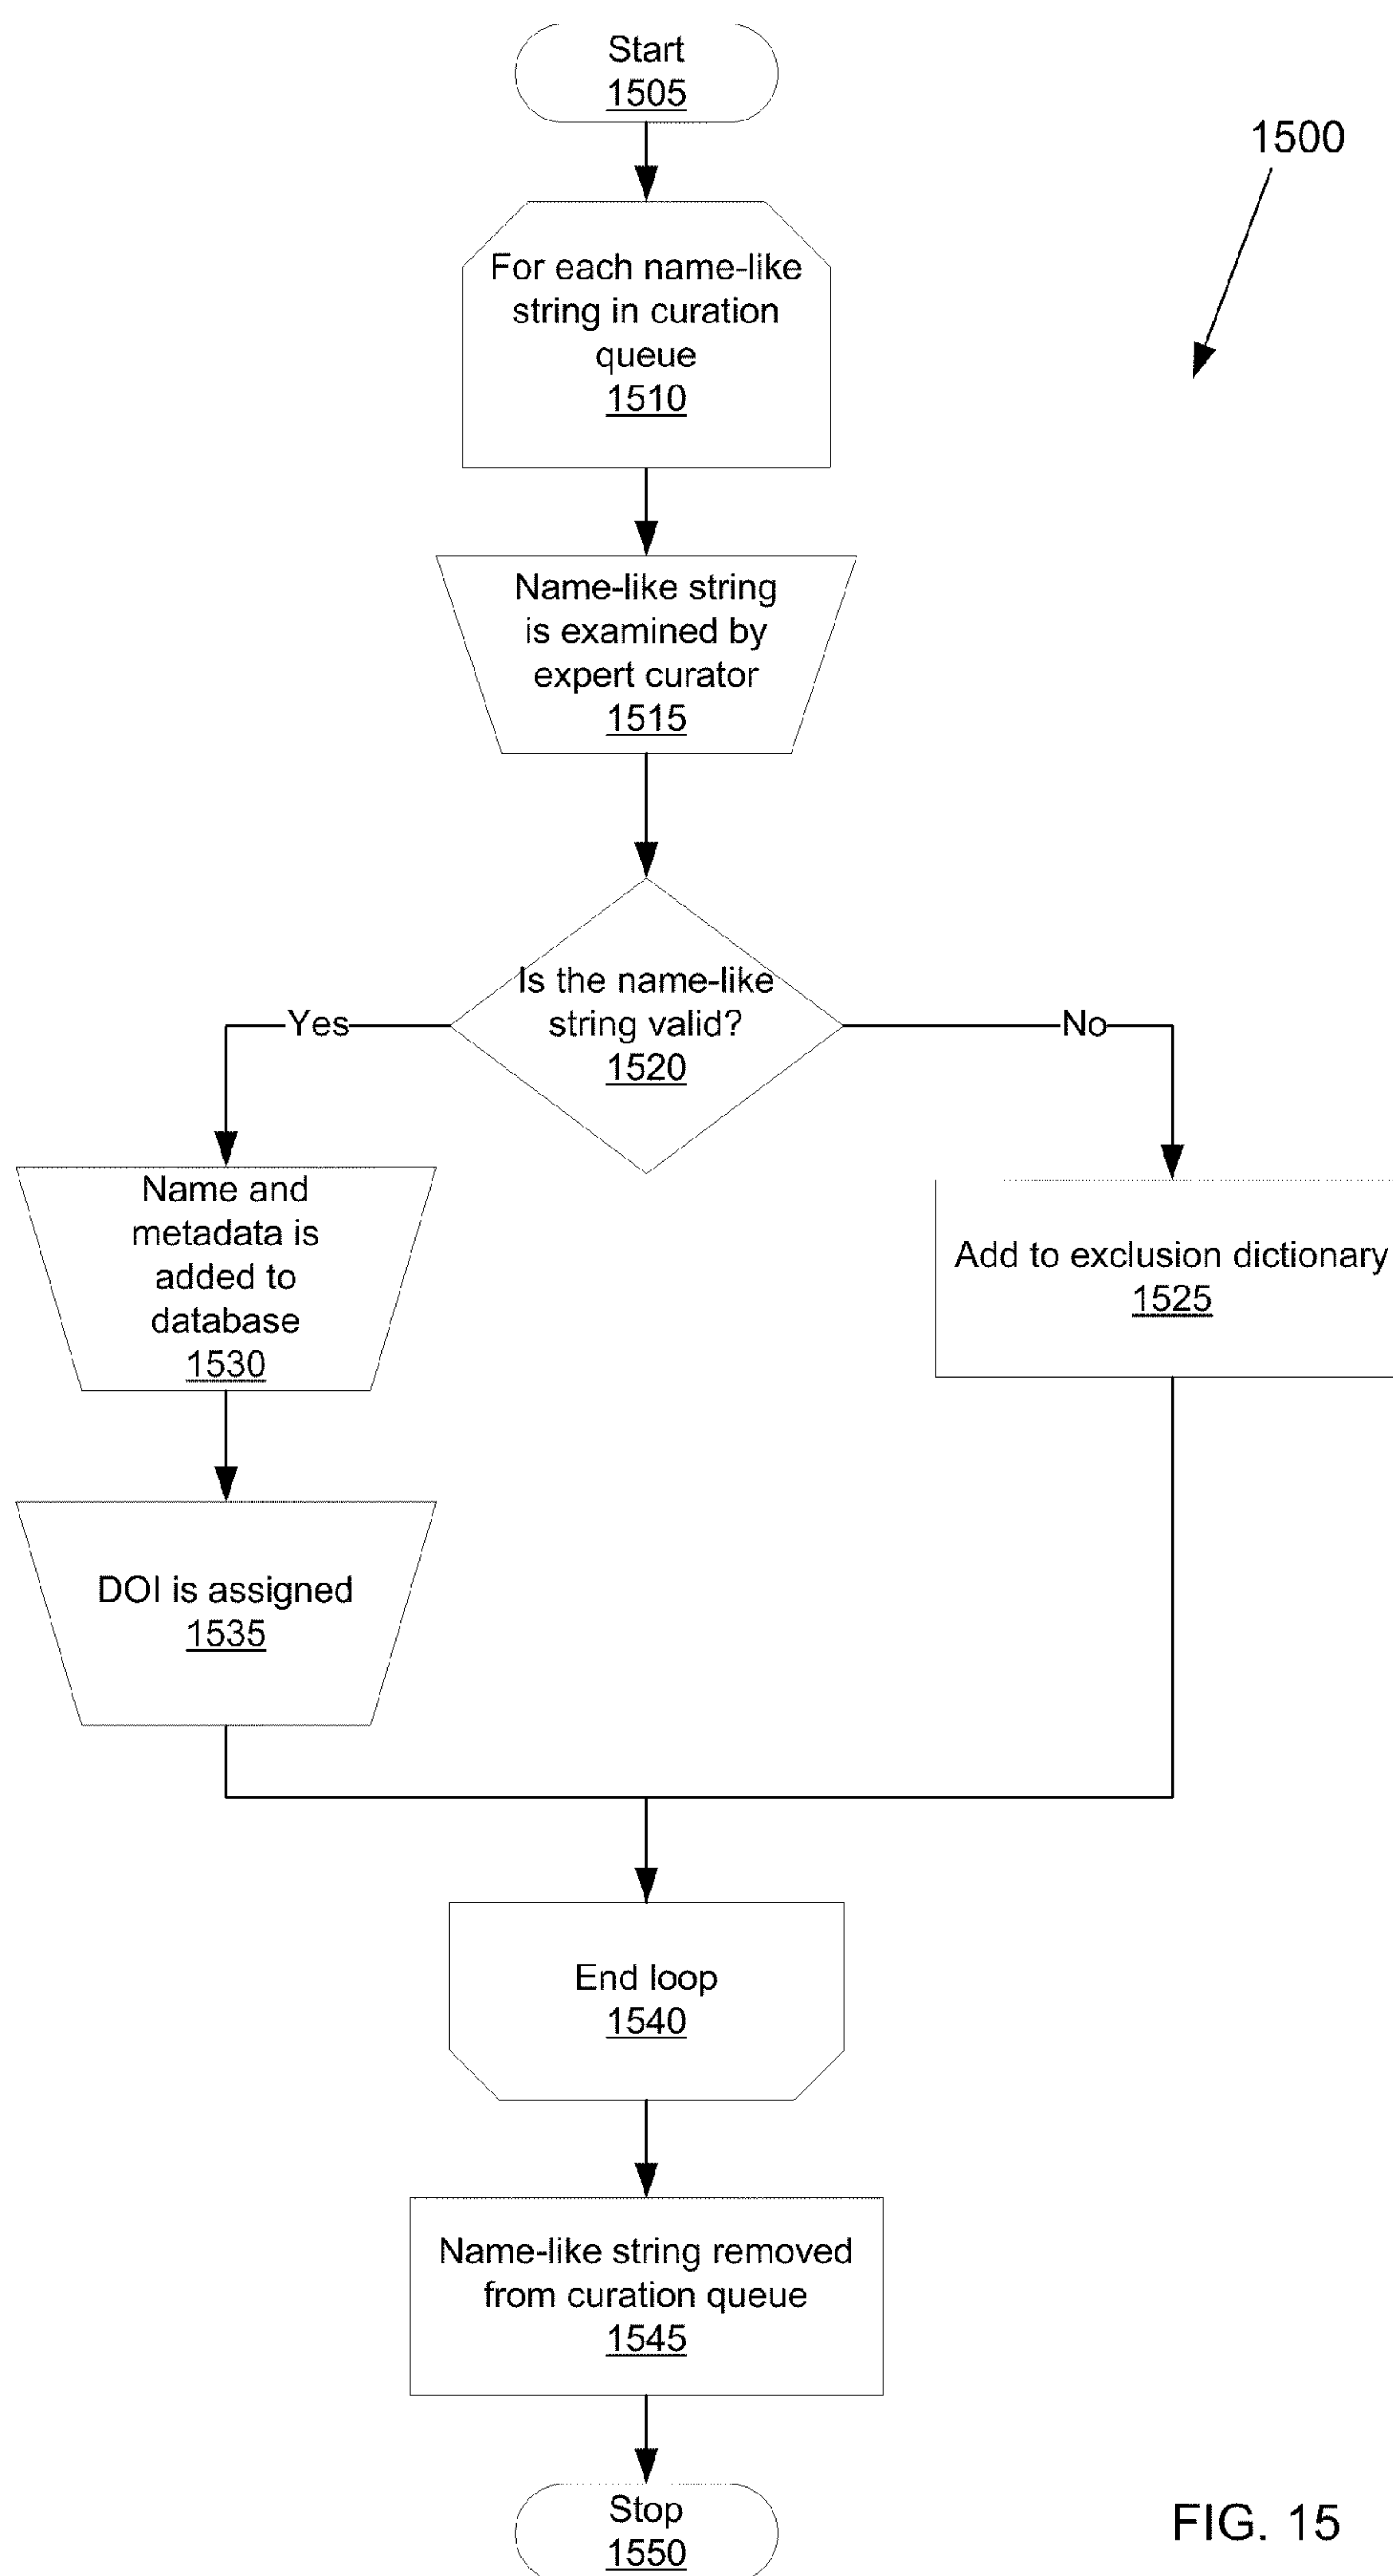 Start
1505
1500
For each name-like
string in curation
queue
1510
Name-like string
is examined by
expert curator
1515
Is the name-like
string valid?
1520
Yes
No
Name and
metadata is
added to
database
1530
Add to exclusion dictionary
1525
DOI is assigned
1535
End loop
1540
Name-like string removed
from curation queue
1545
Stop
1550
FIG. 15